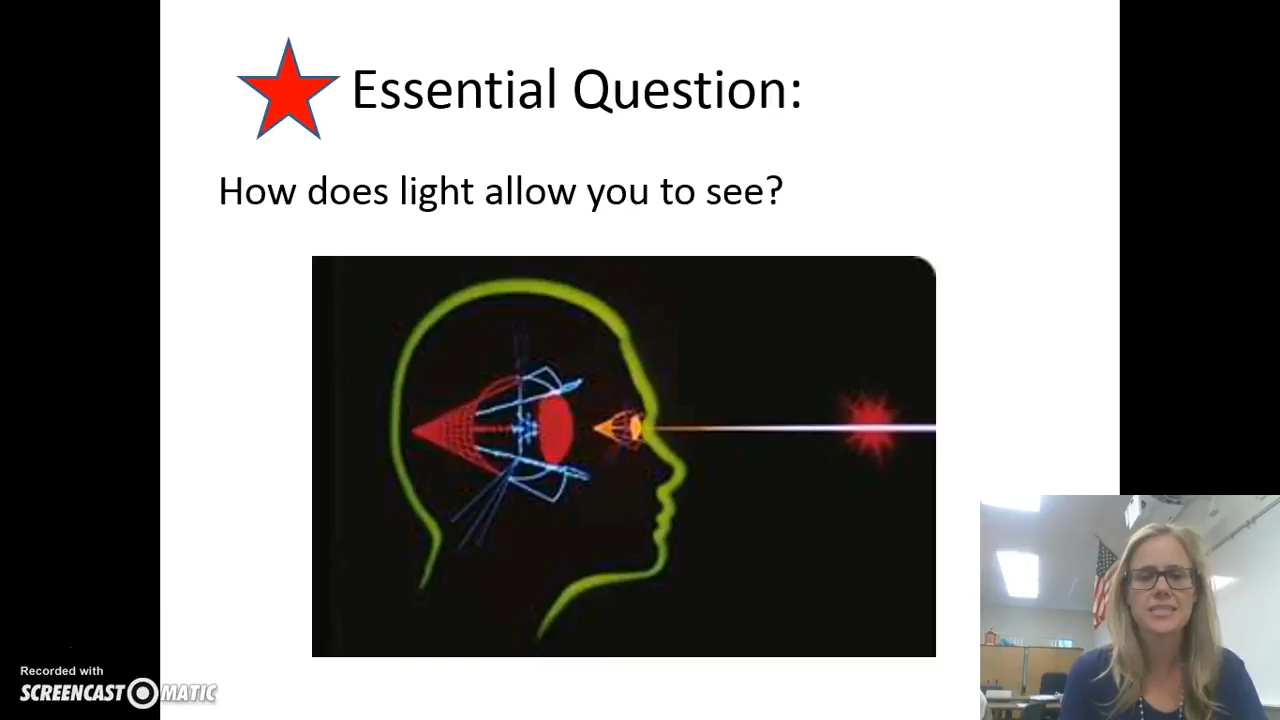 Essential Question:
How does light allow you to see?
Recorded with
SCREENCAST MATIC